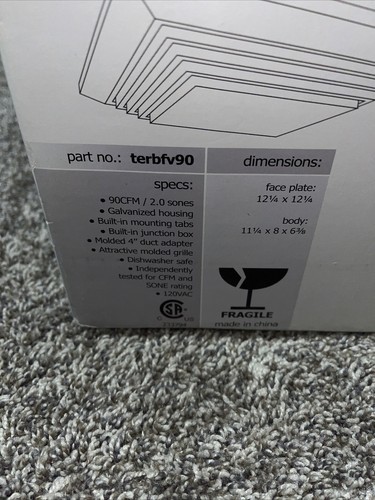 part no.: terbfv90
specs:
• 90CFM / 2.0 sones
• Galvanized housing
• Built-in mounting tabs
• Built-in junction box
• Molded 4" duct adapter
• Attractive molded grille
• Dishwasher safe
• Independently
tested for CFM and
SONE rating
• 120VAC
SA
C US
dimensions:
face plate:
12¼ x 12¼
body:
11¼ x 8 x 6⅜
FRAGILE
made in china